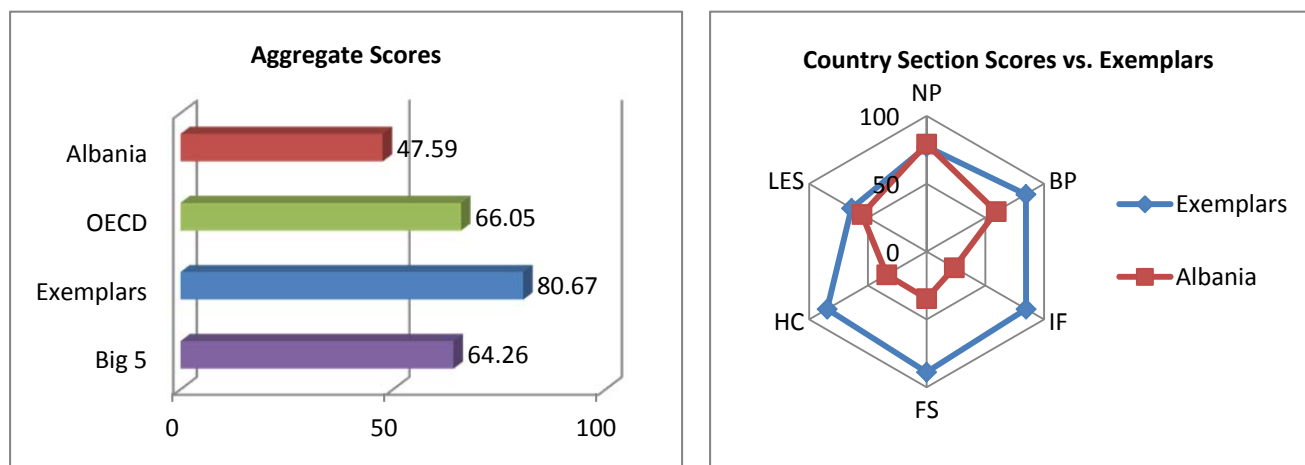 Aggregate Scores
Albania
47.59
OECD
66.05
Exemplars
80.67
Big 5
64.26
0
50
100
Country Section Scores vs. Exemplars
NP
100
LES
50
BP
0
HC
IF
FS
Exemplars
Albania